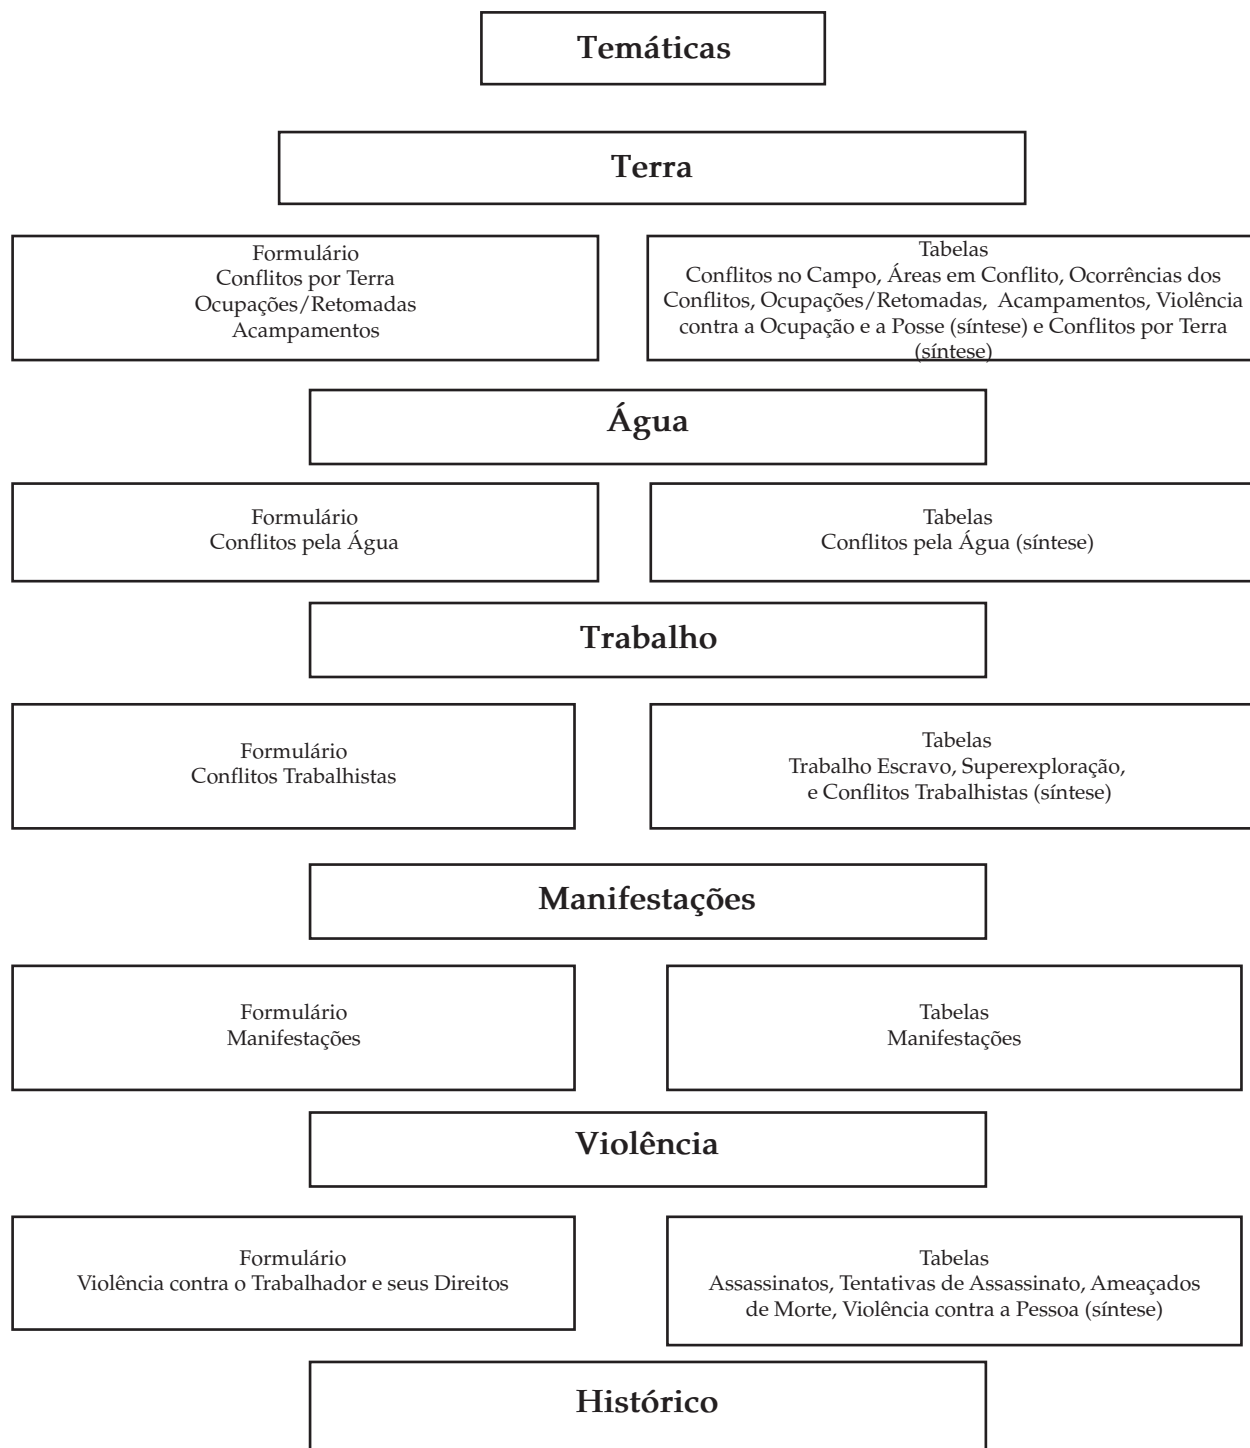 Temáticas
Terra
Formulário
Conflitos por Terra
Ocupações/Retomadas
Acampamentos
Tabelas
Conflitos no Campo, Áreas em Conflito, Ocorrências dos
Conflitos, Ocupações/Retomadas, Acampamentos, Violência
contra a Ocupação e a Posse (síntese) e Conflitos por Terra
(síntese)
Água
Formulário
Conflitos pela Água
Tabelas
Conflitos pela Água (síntese)
Trabalho
Formulário
Conflitos Trabalhistas
Tabelas
Trabalho Escravo, Superexploração,
e Conflitos Trabalhistas (síntese)
Manifestações
Formulário
Manifestações
Tabelas
Manifestações
Violência
Formulário
Violência contra o Trabalhador e seus Direitos
Tabelas
Assassinatos, Tentativas de Assassinato, Ameaçados
de Morte, Violência contra a Pessoa (síntese)
Histórico